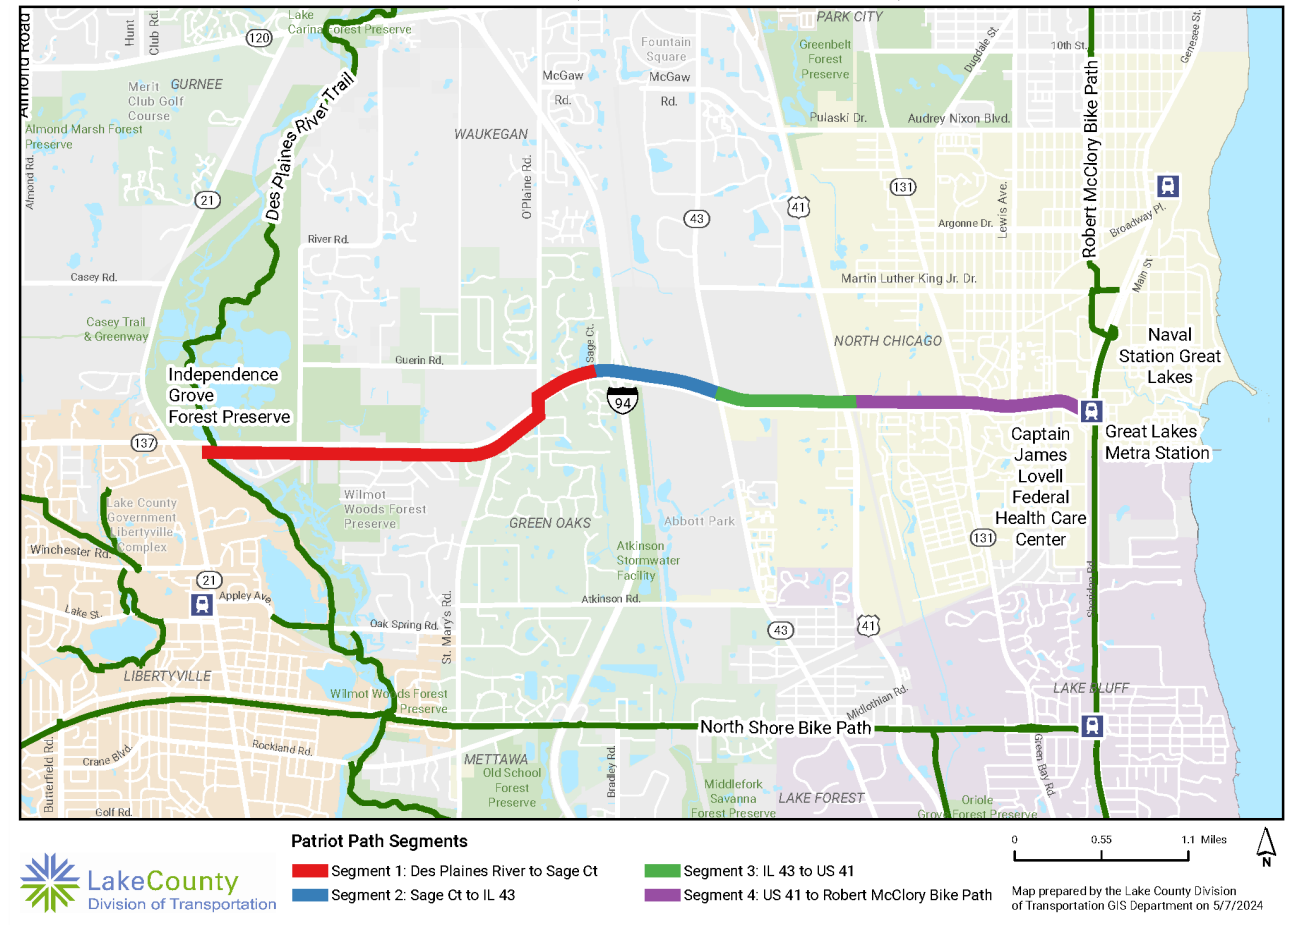 Almond Road
Hunt
Club Rd.
120
Lake
Carina Forest Preserve
PARK CITY
Fountain
Square
Greenbelt
Forest
Preserve
Dugdale St.
10th St.
Genesee St.
GURNEE
Merit
Club Golf
Course
McGaw
Rd.
McGaw
Rd.
Des Plaines River Trail
Robert McClory Bike Path
Almond Marsh Forest
Preserve
WAUKEGAN
Pulaski Dr.
Audrey Nixon Blvd.
Almond Rd.
O'Plaine Rd.
21
131
41
43
Lewis Ave.
Argonne Dr.
Broadway Pl.
River Rd.
Casey Rd.
Martin Luther King Jr. Dr.
Main St
Casey Trail
& Greenway
Guerin Rd.
Sage Ct.
NORTH CHICAGO
Naval
Station Great
Lakes
Independence
Grove
Forest Preserve
94
137
Captain
James
Lovell
Federal
Health Care
Center
Great Lakes
Metra Station
Lake County
Government
Libertyville
Complex
Wilmot
Woods Forest
Preserve
GREEN OAKS
Abbott Park
131
Winchester Rd.
Atkinson
Stormwater
Facility
21
Appley Ave.
Lake St.
Atkinson Rd.
Sheridan Rd.
Oak Spring Rd.
St. Mary's Rd.
43
41
LIBERTYVILLE
Wilmot Woods Forest
Preserve
LAKE BLUFF
Midlothian Rd.
North Shore Bike Path
Butterfield Rd.
Crane Blvd.
Rockland Rd.
METTAWA
Old School
Forest
Preserve
Bradley Rd.
Middlefork
Savanna
Forest Preserve
LAKE FOREST
Green Bay Rd.
Oriole
Grove Forest Preserve
Golf Rd.
Patriot Path Segments
Segment 1: Des Plaines River to Sage Ct
Segment 2: Sage Ct to IL 43
Segment 3: IL 43 to US 41
Segment 4: US 41 to Robert McClory Bike Path
LakeCounty
Division of Transportation
0 0.55 1.1 Miles
N
Map prepared by the Lake County Division
of Transportation GIS Department on 5/7/2024